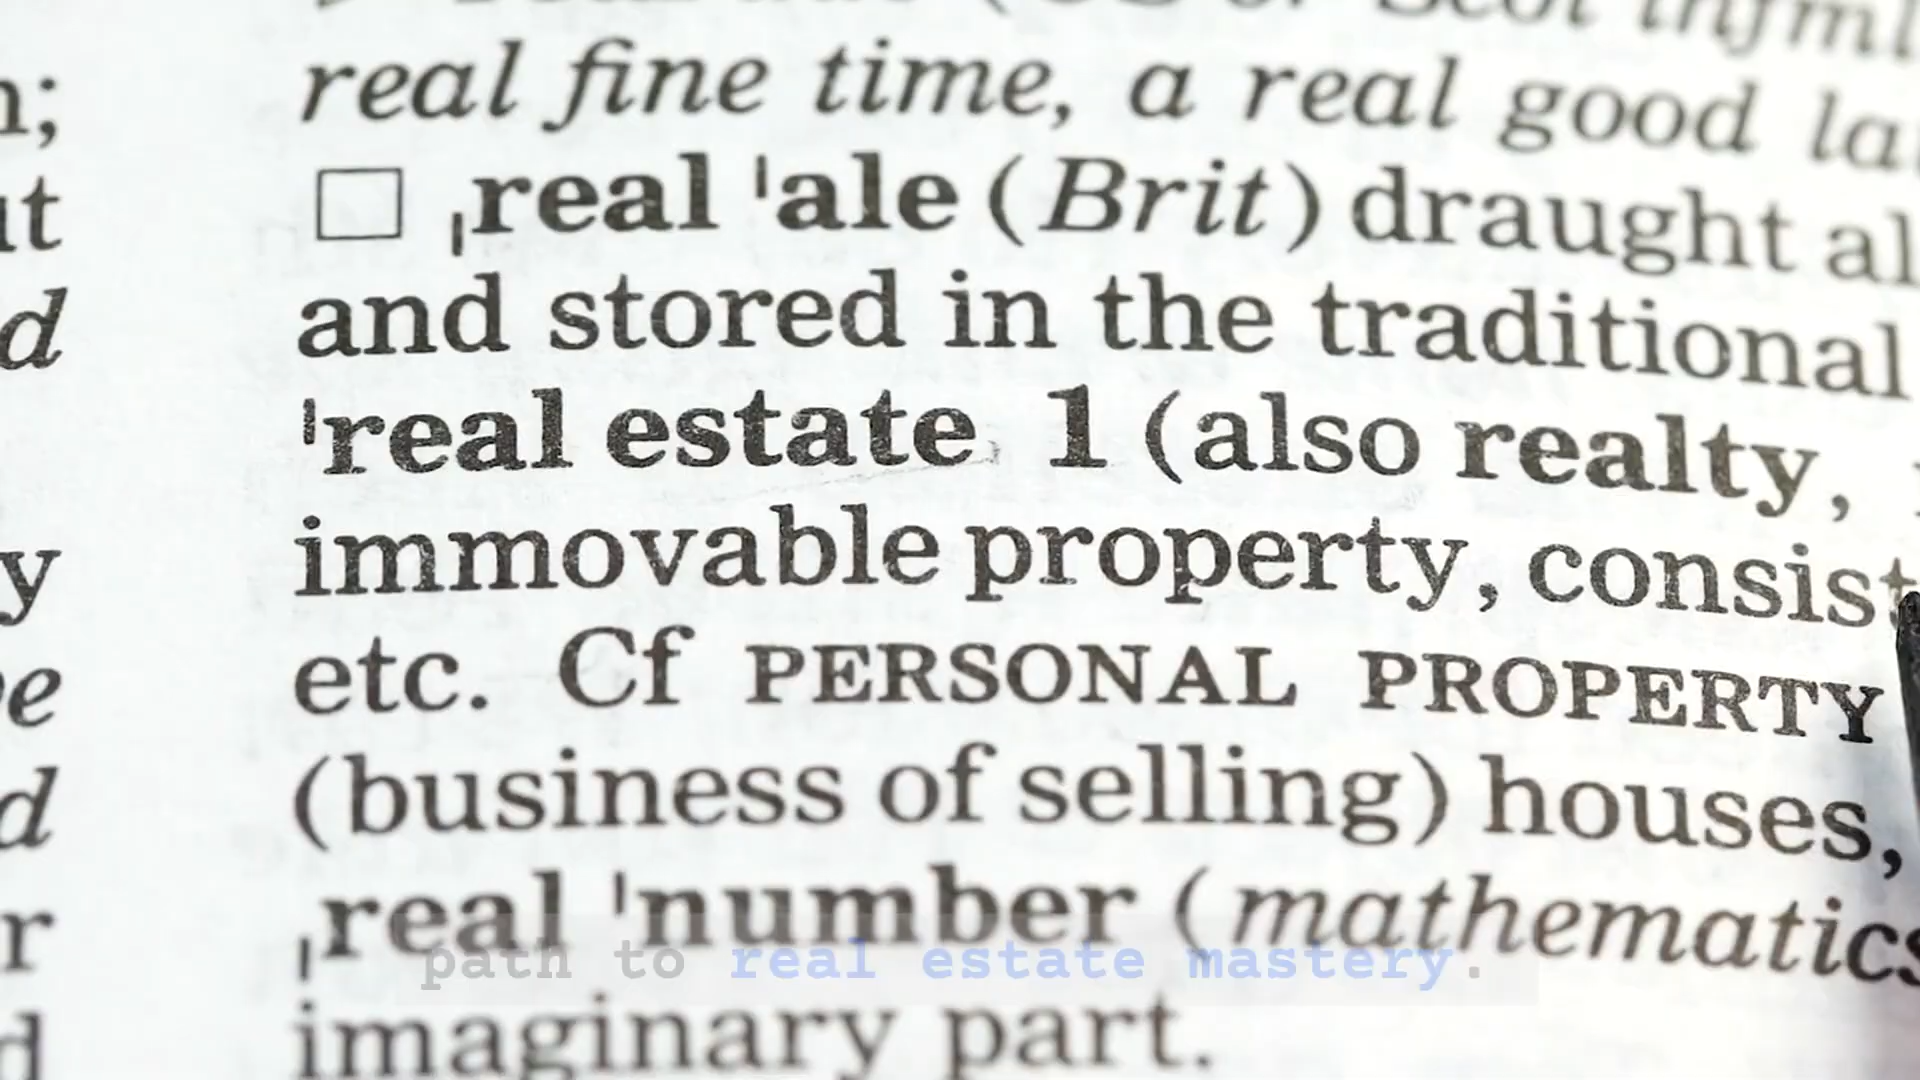 real fine time, a real good
□ ˌreal ˈale (Brit) draught
and stored in the traditional
ˈreal estate 1 (also realty,
immovable property, consist
etc. Cf PERSONAL PROPERTY
(business of selling) houses,
ˌreal ˈnumber (mathematics
imaginary part.
path to real estate mastery.